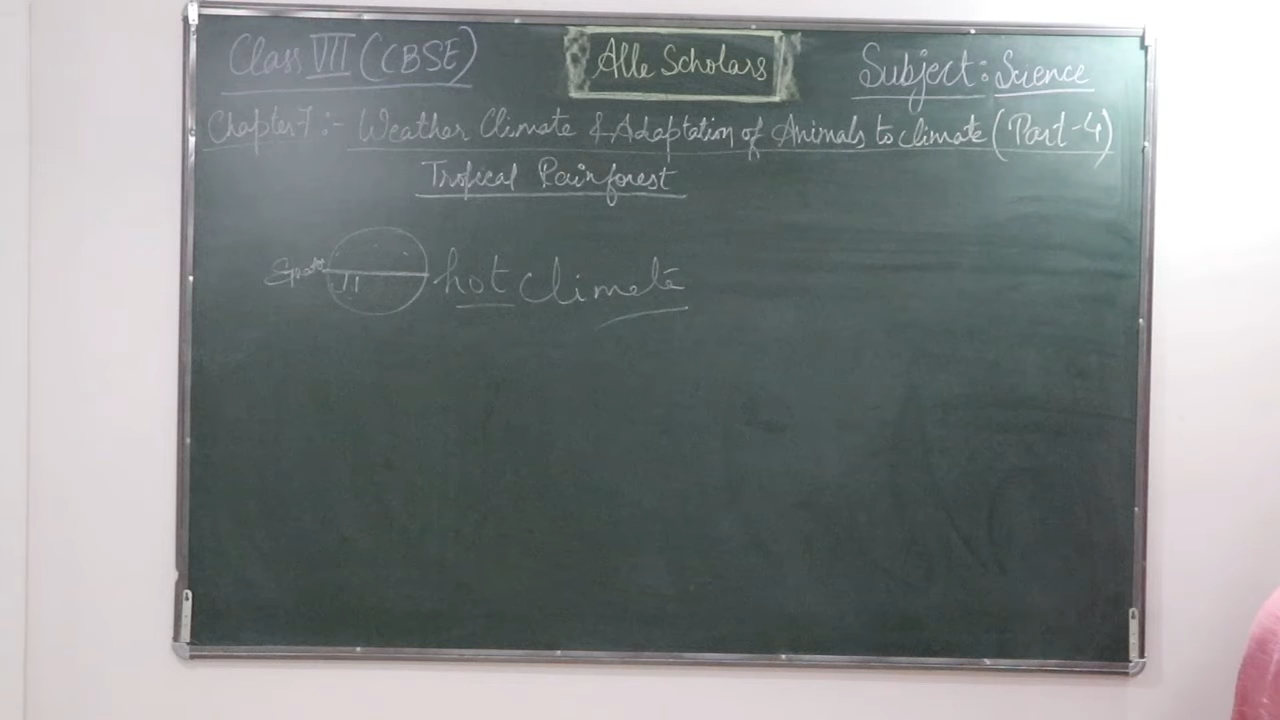 Class VII (CBSE)
Alle Scholars
Subject: Science
Chapter-7 :- Weather Climate & Adaptation of Animals to climate (Part-4)
Tropical Rainforest
Equator
hot Climate